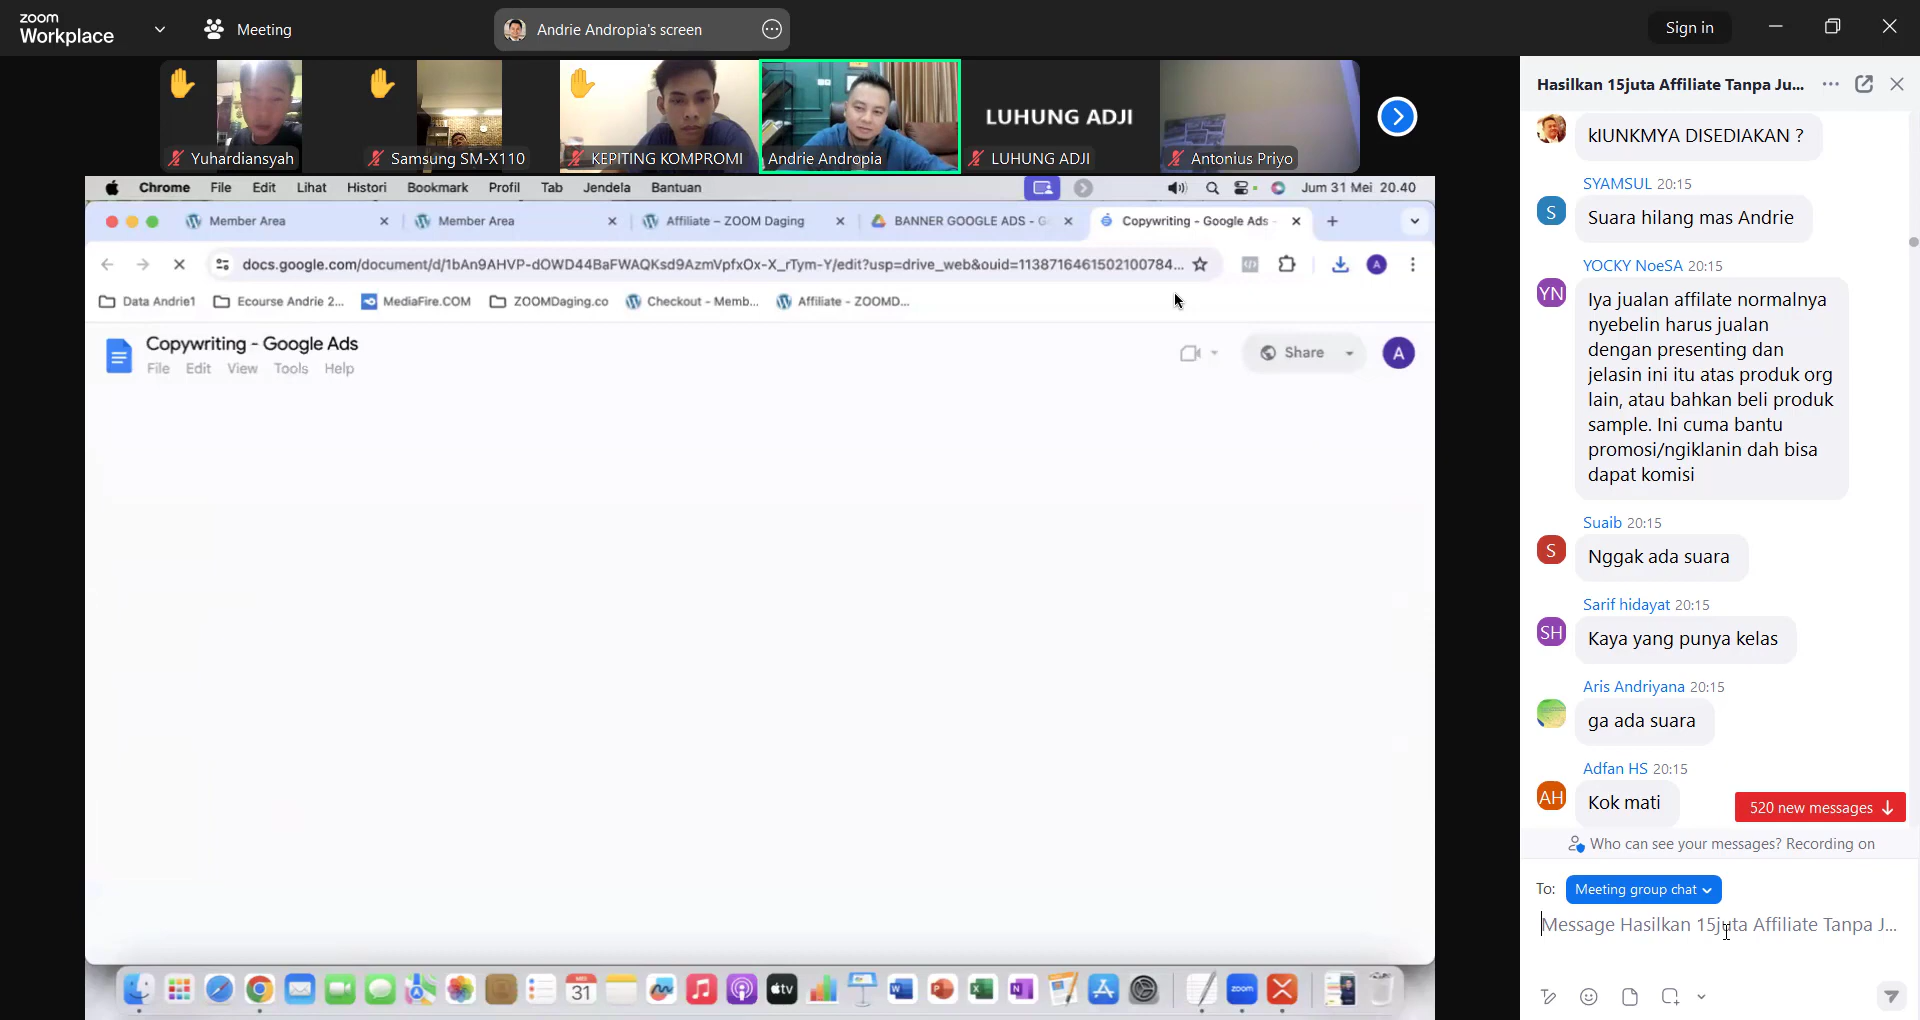 zoom
Workplace
Meeting
Andrie Andropia's screen
Sign in
Yuhardiansyah
Samsung SM-X110
KEPITING KOMPROMI
Andrie Andropia
LUHUNG ADJI
LUHUNG ADJI
Antonius Priyo
Chrome File Edit Lihat Histori Bookmark Profil Tab Jendela Bantuan
Jum 31 Mei 20.40
Member Area
Member Area
Affiliate – ZOOM Daging
BANNER GOOGLE ADS - G
Copywriting - Google Ads -
docs.google.com/document/d/1bAn9AHVP-dOWD44BaFWAQKsd9AzmVpfxOx-X_rTym-Y/edit?usp=drive_web&ouid=1138716461502100784...
A
Data Andrie1
Ecourse Andrie 2...
MediaFire.COM
ZOOMDaging.co
Checkout - Memb...
Affiliate - ZOOMD...
Copywriting - Google Ads
File Edit View Tools Help
Share
A
MEI
31
tv
zoom
Hasilkan 15juta Affiliate Tanpa Ju...
kIUNKMYA DISEDIAKAN ?
SYAMSUL 20:15
S
Suara hilang mas Andrie
YOCKY NoeSA 20:15
YN
Iya jualan affilate normalnya
nyebelin harus jualan
dengan presenting dan
jelasin ini itu atas produk org
lain, atau bahkan beli produk
sample. Ini cuma bantu
promosi/ngiklanin dah bisa
dapat komisi
Suaib 20:15
S
Nggak ada suara
Sarif hidayat 20:15
SH
Kaya yang punya kelas
Aris Andriyana 20:15
ga ada suara
Adfan HS 20:15
AH
Kok mati
520 new messages
Who can see your messages? Recording on
To: Meeting group chat
Message Hasilkan 15juta Affiliate Tanpa J...